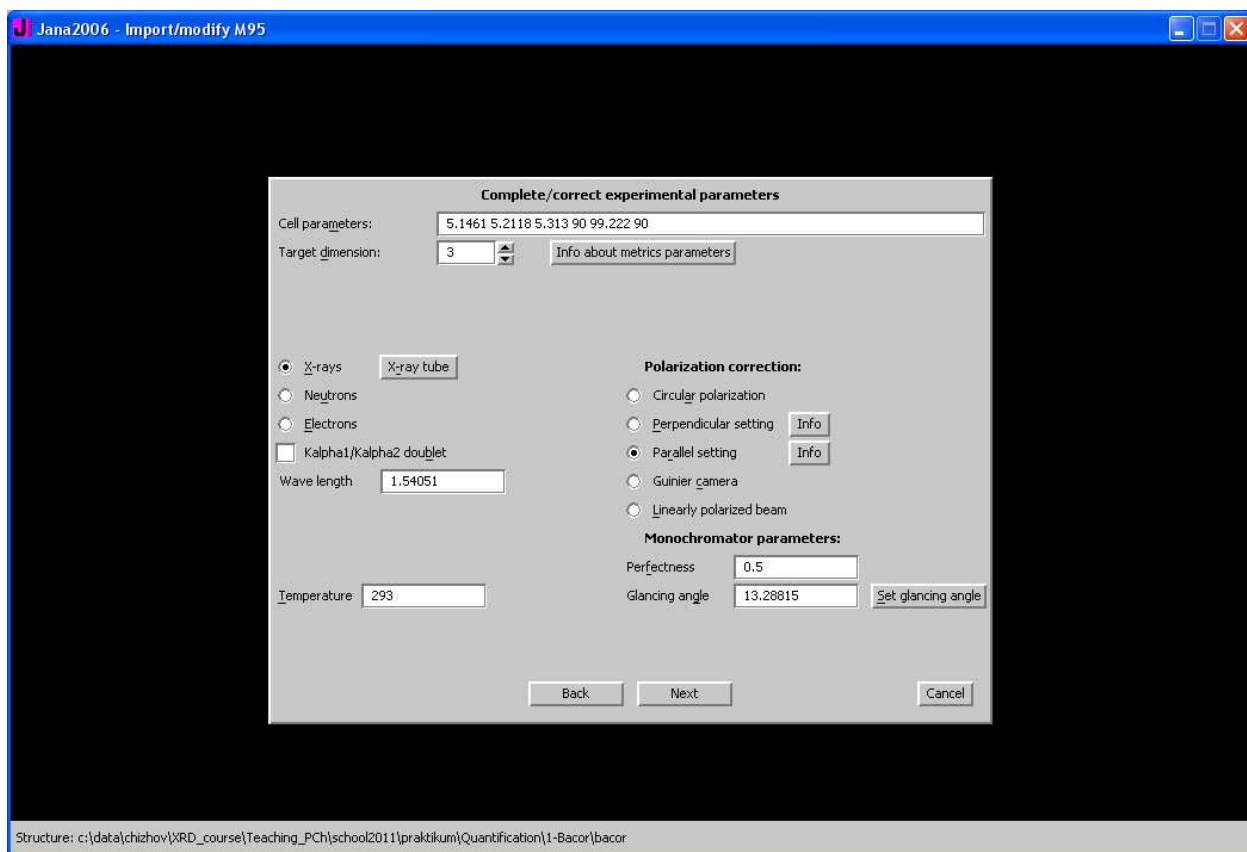 Jana2006 - Import/modify M95
Complete/correct experimental parameters
Cell parameters: 5.1461 5.2118 5.313 90 99.222 90
Target dimension: 3 Info about metrics parameters
X-rays X-ray tube Polarization correction:
Neutrons Circular polarization
Electrons Perpendicular setting Info
Kalpha1/Kalpha2 doublet Parallel setting Info
Wave length 1.54051 Guinier camera
Linearly polarized beam
Monochromator parameters:
Perfectness 0.5
Temperature 293 Glancing angle 13.28815 Set glancing angle
Back Next Cancel
Structure: c:\data\chizhov\XRD_course\Teaching_PCh\school2011\praktikum\Quantification\1-Bacor\bacor